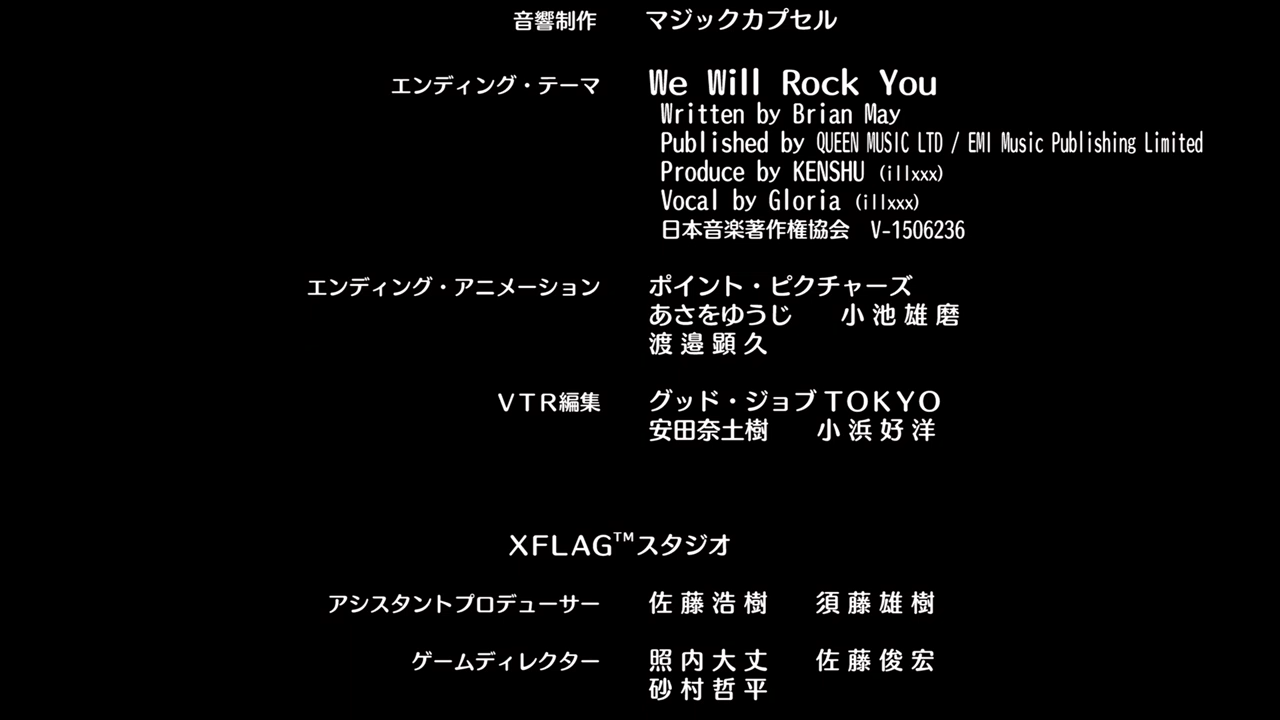 音響制作 マジックカプセル
エンディング・テーマ We Will Rock You
Written by Brian May
Published by QUEEN MUSIC LTD / EMI Music Publishing Limited
Produce by KENSHU (illxxx)
Vocal by Gloria (illxxx)
日本音楽著作権協会 V-1506236
エンディング・アニメーション ポイント・ピクチャーズ
あさをゆうじ 小池雄磨
渡邉顕久
VTR編集 グッド・ジョブTOKYO
安田奈土樹 小浜好洋
XFLAG™スタジオ
アシスタントプロデューサー 佐藤浩樹 須藤雄樹
ゲームディレクター 照内大丈 佐藤俊宏
砂村哲平